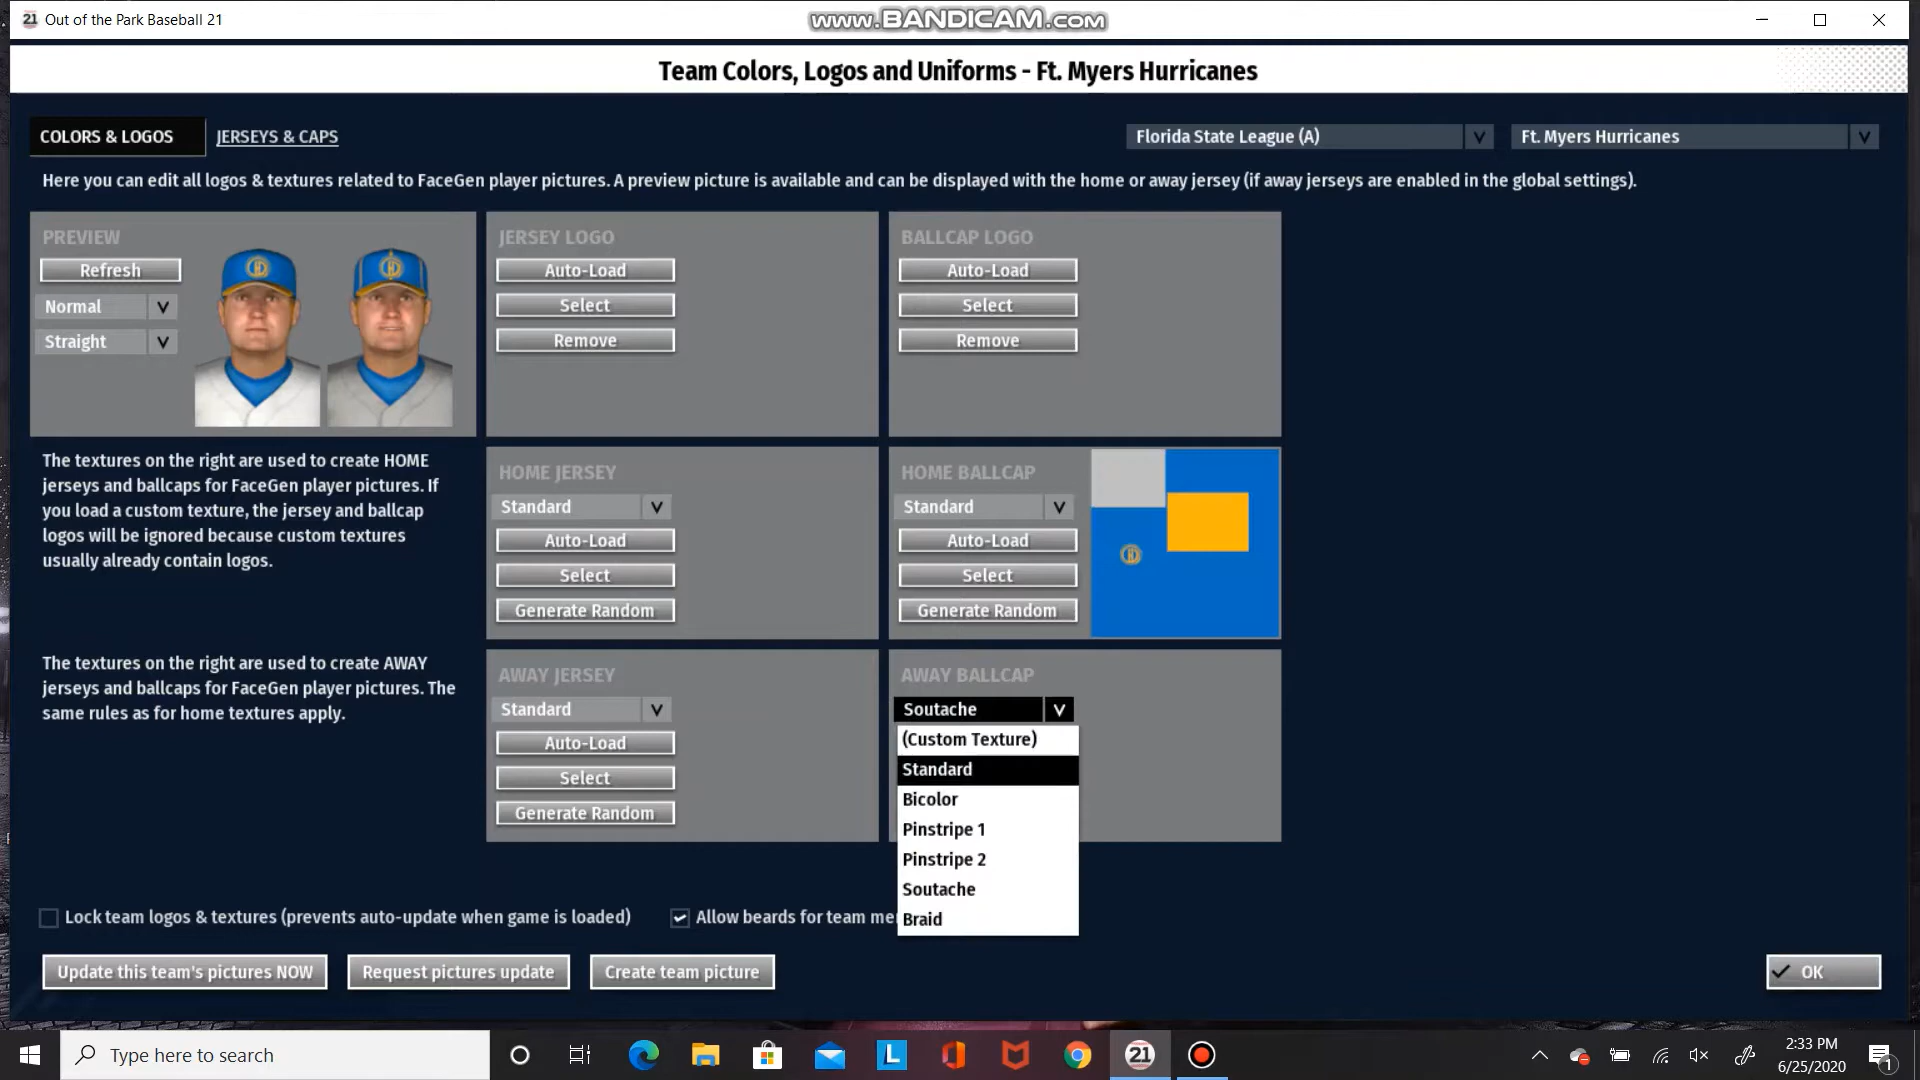 21 Out of the Park Baseball 21
www.BANDICAM.com
Team Colors, Logos and Uniforms - Ft. Myers Hurricanes
COLORS & LOGOS
JERSEYS & CAPS
Florida State League (A)
Ft. Myers Hurricanes
Here you can edit all logos & textures related to FaceGen player pictures. A preview picture is available and can be displayed with the home or away jersey (if away jerseys are enabled in the global settings).
PREVIEW
Refresh
Normal
Straight
JERSEY LOGO
Auto-Load
Select
Remove
BALLCAP LOGO
Auto-Load
Select
Remove
The textures on the right are used to create HOME
jerseys and ballcaps for FaceGen player pictures. If
you load a custom texture, the jersey and ballcap
logos will be ignored because custom textures
usually already contain logos.
HOME JERSEY
Standard
Auto-Load
Select
Generate Random
HOME BALLCAP
Standard
Auto-Load
Select
Generate Random
The textures on the right are used to create AWAY
jerseys and ballcaps for FaceGen player pictures. The
same rules as for home textures apply.
AWAY JERSEY
Standard
Auto-Load
Select
Generate Random
AWAY BALLCAP
Soutache
(Custom Texture)
Standard
Bicolor
Pinstripe 1
Pinstripe 2
Soutache
Braid
Lock team logos & textures (prevents auto-update when game is loaded)
Allow beards for team me
Update this team's pictures NOW
Request pictures update
Create team picture
OK
Type here to search
L
21
2:33 PM
6/25/2020
1